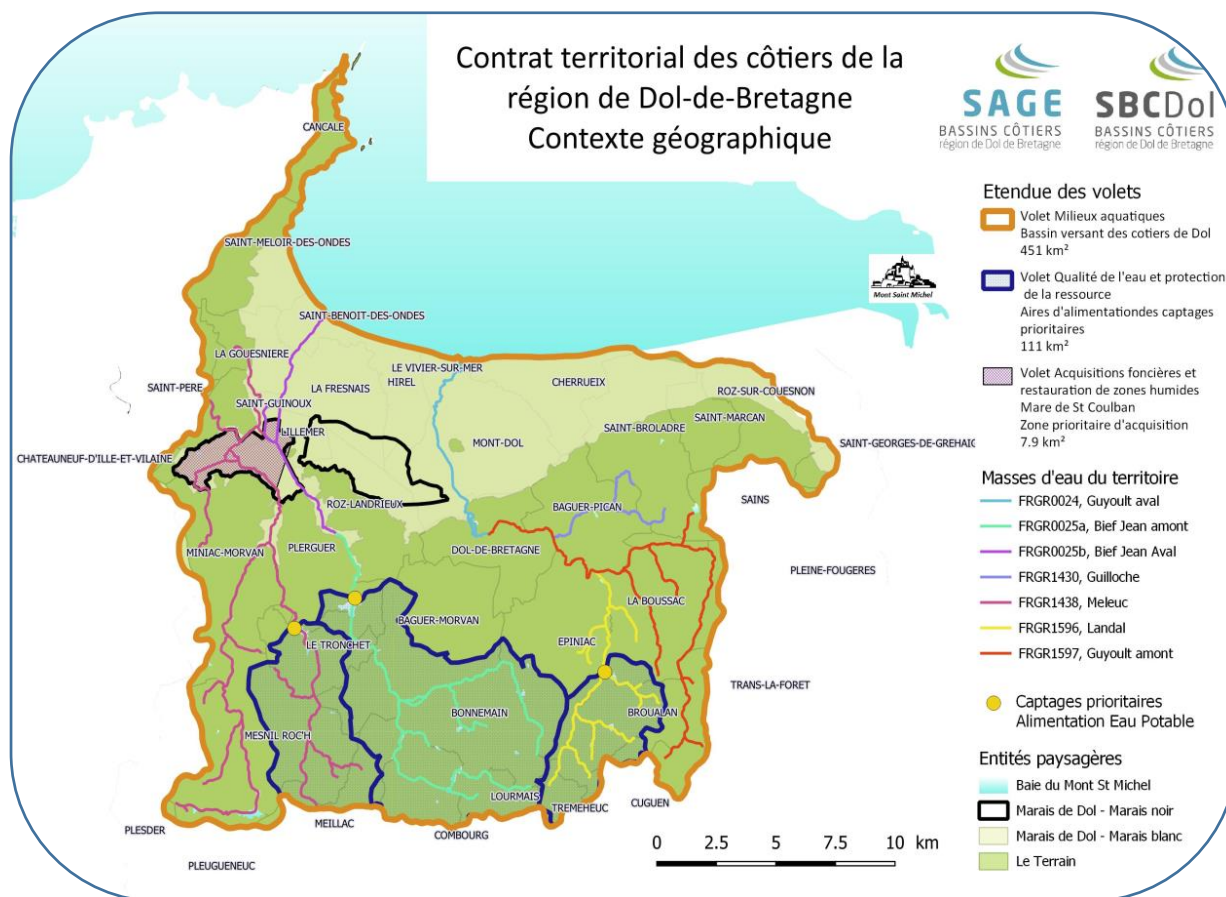 Contrat territorial des côtiers de la
région de Dol-de-Bretagne
Contexte géographique
SAGE
BASSINS CÔTIERS
région de Dol de Bretagne
SBCDol
BASSINS CÔTIERS
région de Dol de Bretagne
Etendue des volets
Volet Milieux aquatiques
Bassin versant des cotiers de Dol
451 km²
Volet Qualité de l'eau et protection
de la ressource
Aires d'alimentationdes captages
prioritaires
111 km²
Volet Acquisitions foncières et
restauration de zones humides
Mare de St Coulban
Zone prioritaire d'acquisition
7.9 km²
Masses d'eau du territoire
FRGR0024, Guyoult aval
FRGR0025a, Bief Jean amont
FRGR0025b, Bief Jean Aval
FRGR1430, Guilloche
FRGR1438, Meleuc
FRGR1596, Landal
FRGR1597, Guyoult amont
Captages prioritaires
Alimentation Eau Potable
Entités paysagères
Baie du Mont St Michel
Marais de Dol - Marais noir
Marais de Dol - Marais blanc
Le Terrain
CANCALE
SAINT-MELOIR-DES-ONDES
Mont Saint Michel
SAINT-BENOIT-DES-ONDES
LA GOUESNIERE
LE VIVIER-SUR-MER
HIREL
CHERRUEIX
SAINT-PERE
LA FRESNAIS
ROZ-SUR-COUESNON
SAINT-GUINOUX
SAINT-MARCAN
LILLEMER
SAINT-BROLADRE
MONT-DOL
SAINT-GEORGES-DE-GREHAIG
CHATEAUNEUF-D'ILLE-ET-VILAINE
SAINS
ROZ-LANDRIEUX
BAGUER-PICAN
MINIAC-MORVAN
PLERGUER
DOL-DE-BRETAGNE
PLEINE-FOUGERES
LA BOUSSAC
BAGUER-MORVAN
LE TRONCHET
EPINIAC
TRANS-LA-FORET
BONNEMAIN
BROUALAN
MESNIL ROC'H
LOURMAIS
CUGUEN
TREMEHEUC
PLESDER
MEILLAC
COMBOURG
PLEUGUENEUC
0 2.5 5 7.5 10 km